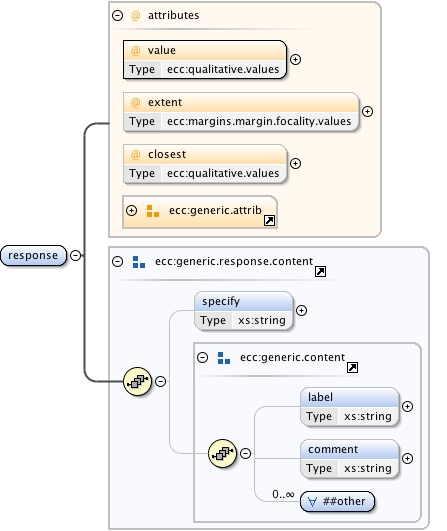 @ attributes
@ value
Type ecc:qualitative.values
@ extent
Type ecc:margins.margin.focality.values
@ closest
Type ecc:qualitative.values
ecc:generic.attrib
response
ecc:generic.response.content
specify
Type xs:string
ecc:generic.content
label
Type xs:string
comment
Type xs:string
0..∞
∀ ##other